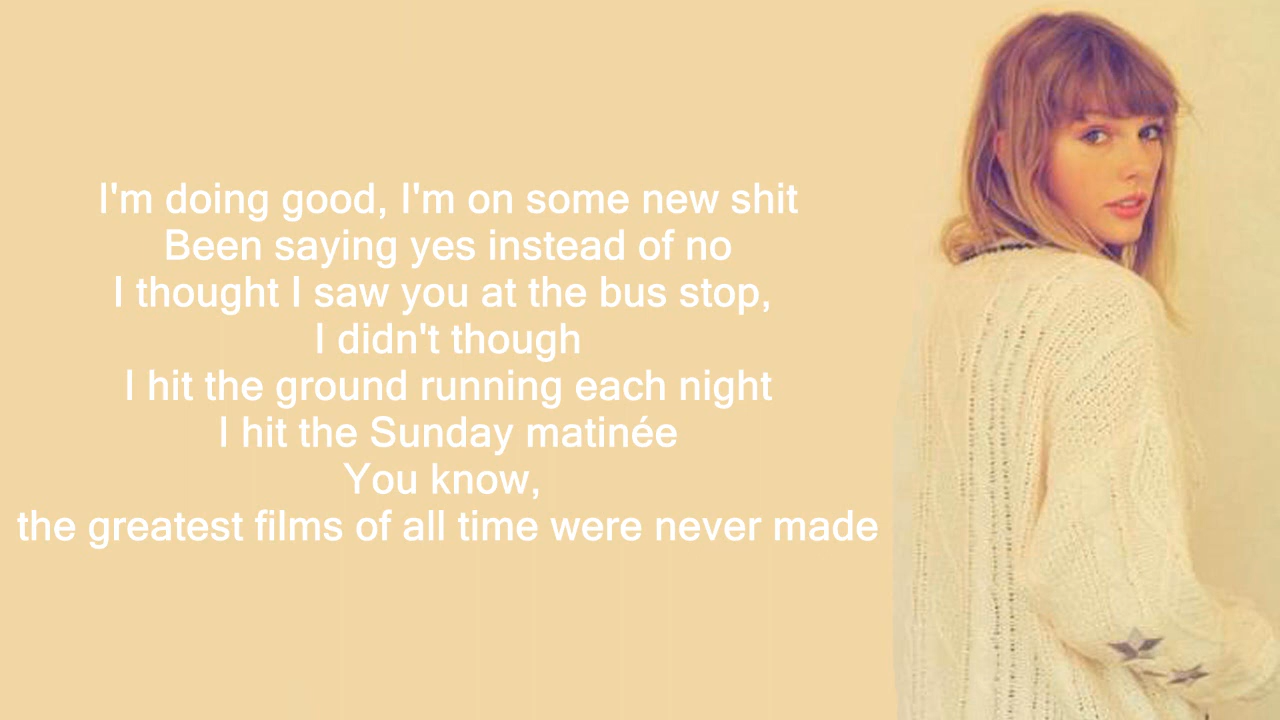 I'm doing good, I'm on some new shit
Been saying yes instead of no
I thought I saw you at the bus stop,
I didn't though
I hit the ground running each night
I hit the Sunday matinée
You know,
the greatest films of all time were never made